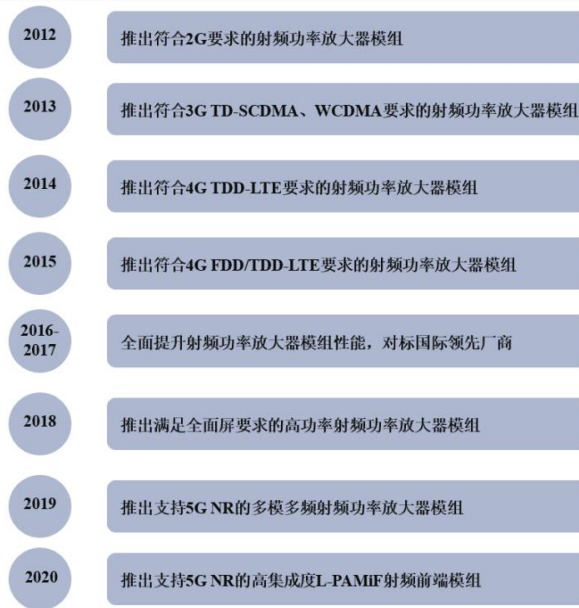 2012
推出符合2G要求的射频功率放大器模组
2013
推出符合3G TD-SCDMA、WCDMA要求的射频功率放大器模组
2014
推出符合4G TDD-LTE要求的射频功率放大器模组
2015
推出符合4G FDD/TDD-LTE要求的射频功率放大器模组
2016-
2017
全面提升射频功率放大器模组性能，对标国际领先厂商
2018
推出满足全面屏要求的高功率射频功率放大器模组
2019
推出支持5G NR的多模多频射频功率放大器模组
2020
推出支持5G NR的高集成度L-PAMiF射频前端模组